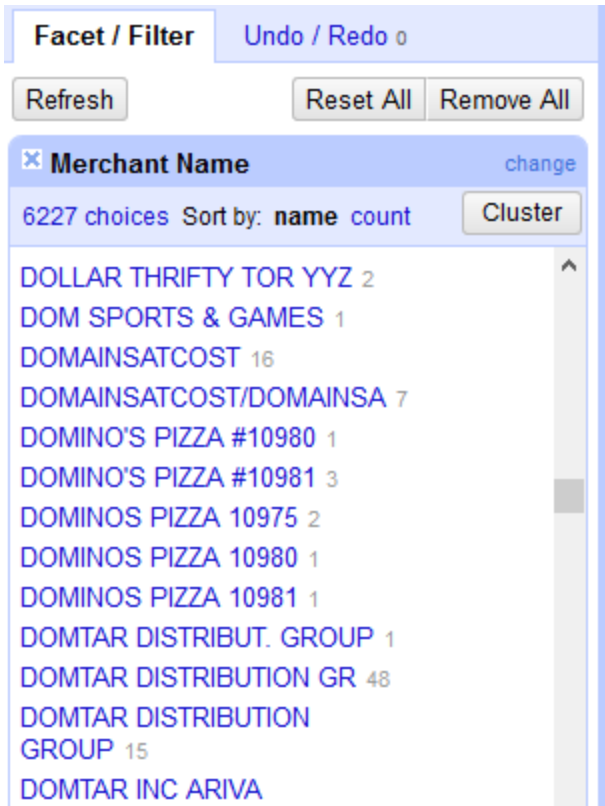 Facet / Filter Undo / Redo 0
Refresh Reset All Remove All
Merchant Name change
6227 choices Sort by: name count Cluster
DOLLAR THRIFTY TOR YYZ 2
DOM SPORTS & GAMES 1
DOMAINSATCOST 16
DOMAINSATCOST/DOMAINSA 7
DOMINO'S PIZZA #10980 1
DOMINO'S PIZZA #10981 3
DOMINOS PIZZA 10975 2
DOMINOS PIZZA 10980 1
DOMINOS PIZZA 10981 1
DOMTAR DISTRIBUT. GROUP 1
DOMTAR DISTRIBUTION GR 48
DOMTAR DISTRIBUTION
GROUP 15
DOMTAR INC ARIVA